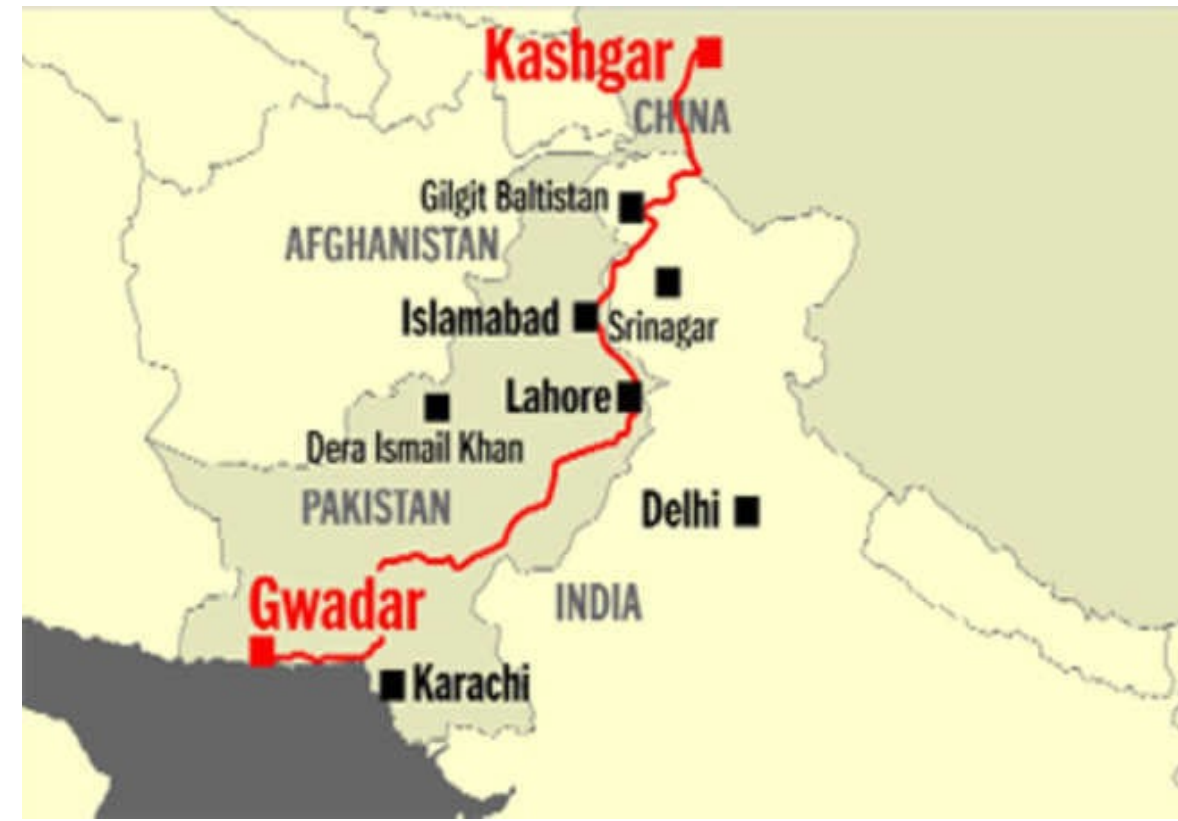 Kashgar
CHINA
Gilgit Baltistan
AFGHANISTAN
Islamabad
Srinagar
Lahore
Dera Ismail Khan
PAKISTAN
Delhi
Gwadar
INDIA
Karachi